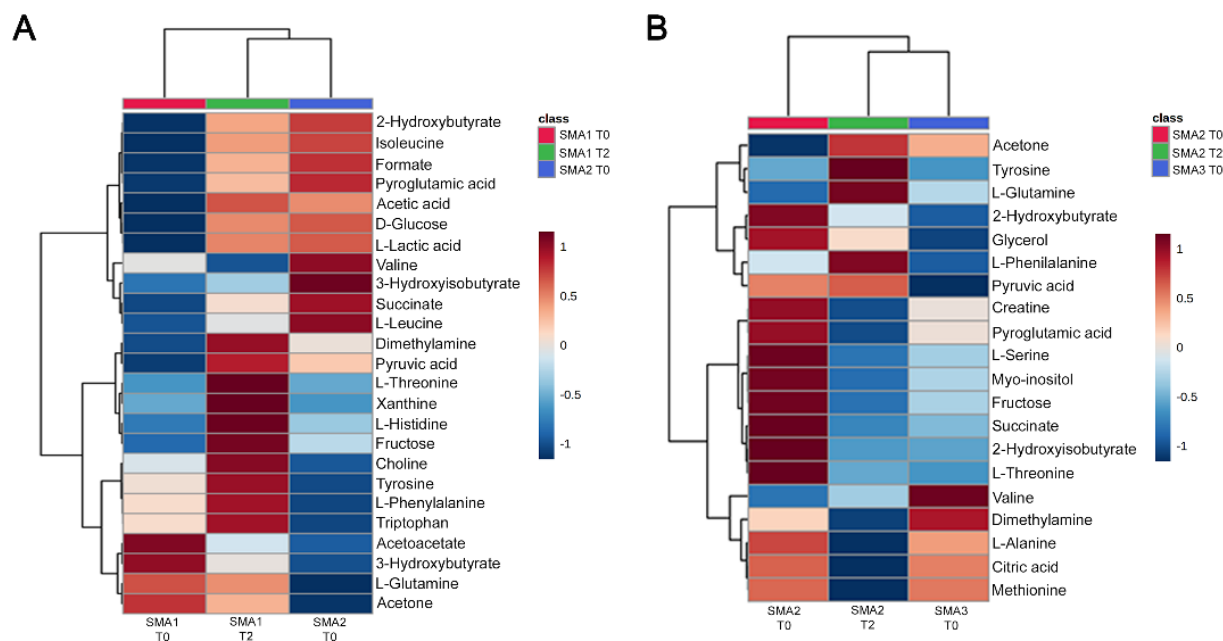 A
2-Hydroxybutyrate
Isoleucine
Formate
Pyroglutamic acid
Acetic acid
D-Glucose
L-Lactic acid
Valine
3-Hydroxyisobutyrate
Succinate
L-Leucine
Dimethylamine
Pyruvic acid
L-Threonine
Xanthine
L-Histidine
Fructose
Choline
Tyrosine
L-Phenylalanine
Triptophan
Acetoacetate
3-Hydroxybutyrate
L-Glutamine
Acetone
SMA1 SMA1 SMA2
T0 T2 T0
class
SMA1 T0
SMA1 T2
SMA2 T0
1
0.5
0
-0.5
-1
B
Acetone
Tyrosine
L-Glutamine
2-Hydroxybutyrate
Glycerol
L-Phenilalanine
Pyruvic acid
Creatine
Pyroglutamic acid
L-Serine
Myo-inositol
Fructose
Succinate
2-Hydroxyisobutyrate
L-Threonine
Valine
Dimethylamine
L-Alanine
Citric acid
Methionine
SMA2 SMA2 SMA3
T0 T2 T0
class
SMA2 T0
SMA2 T2
SMA3 T0
1
0.5
0
-0.5
-1